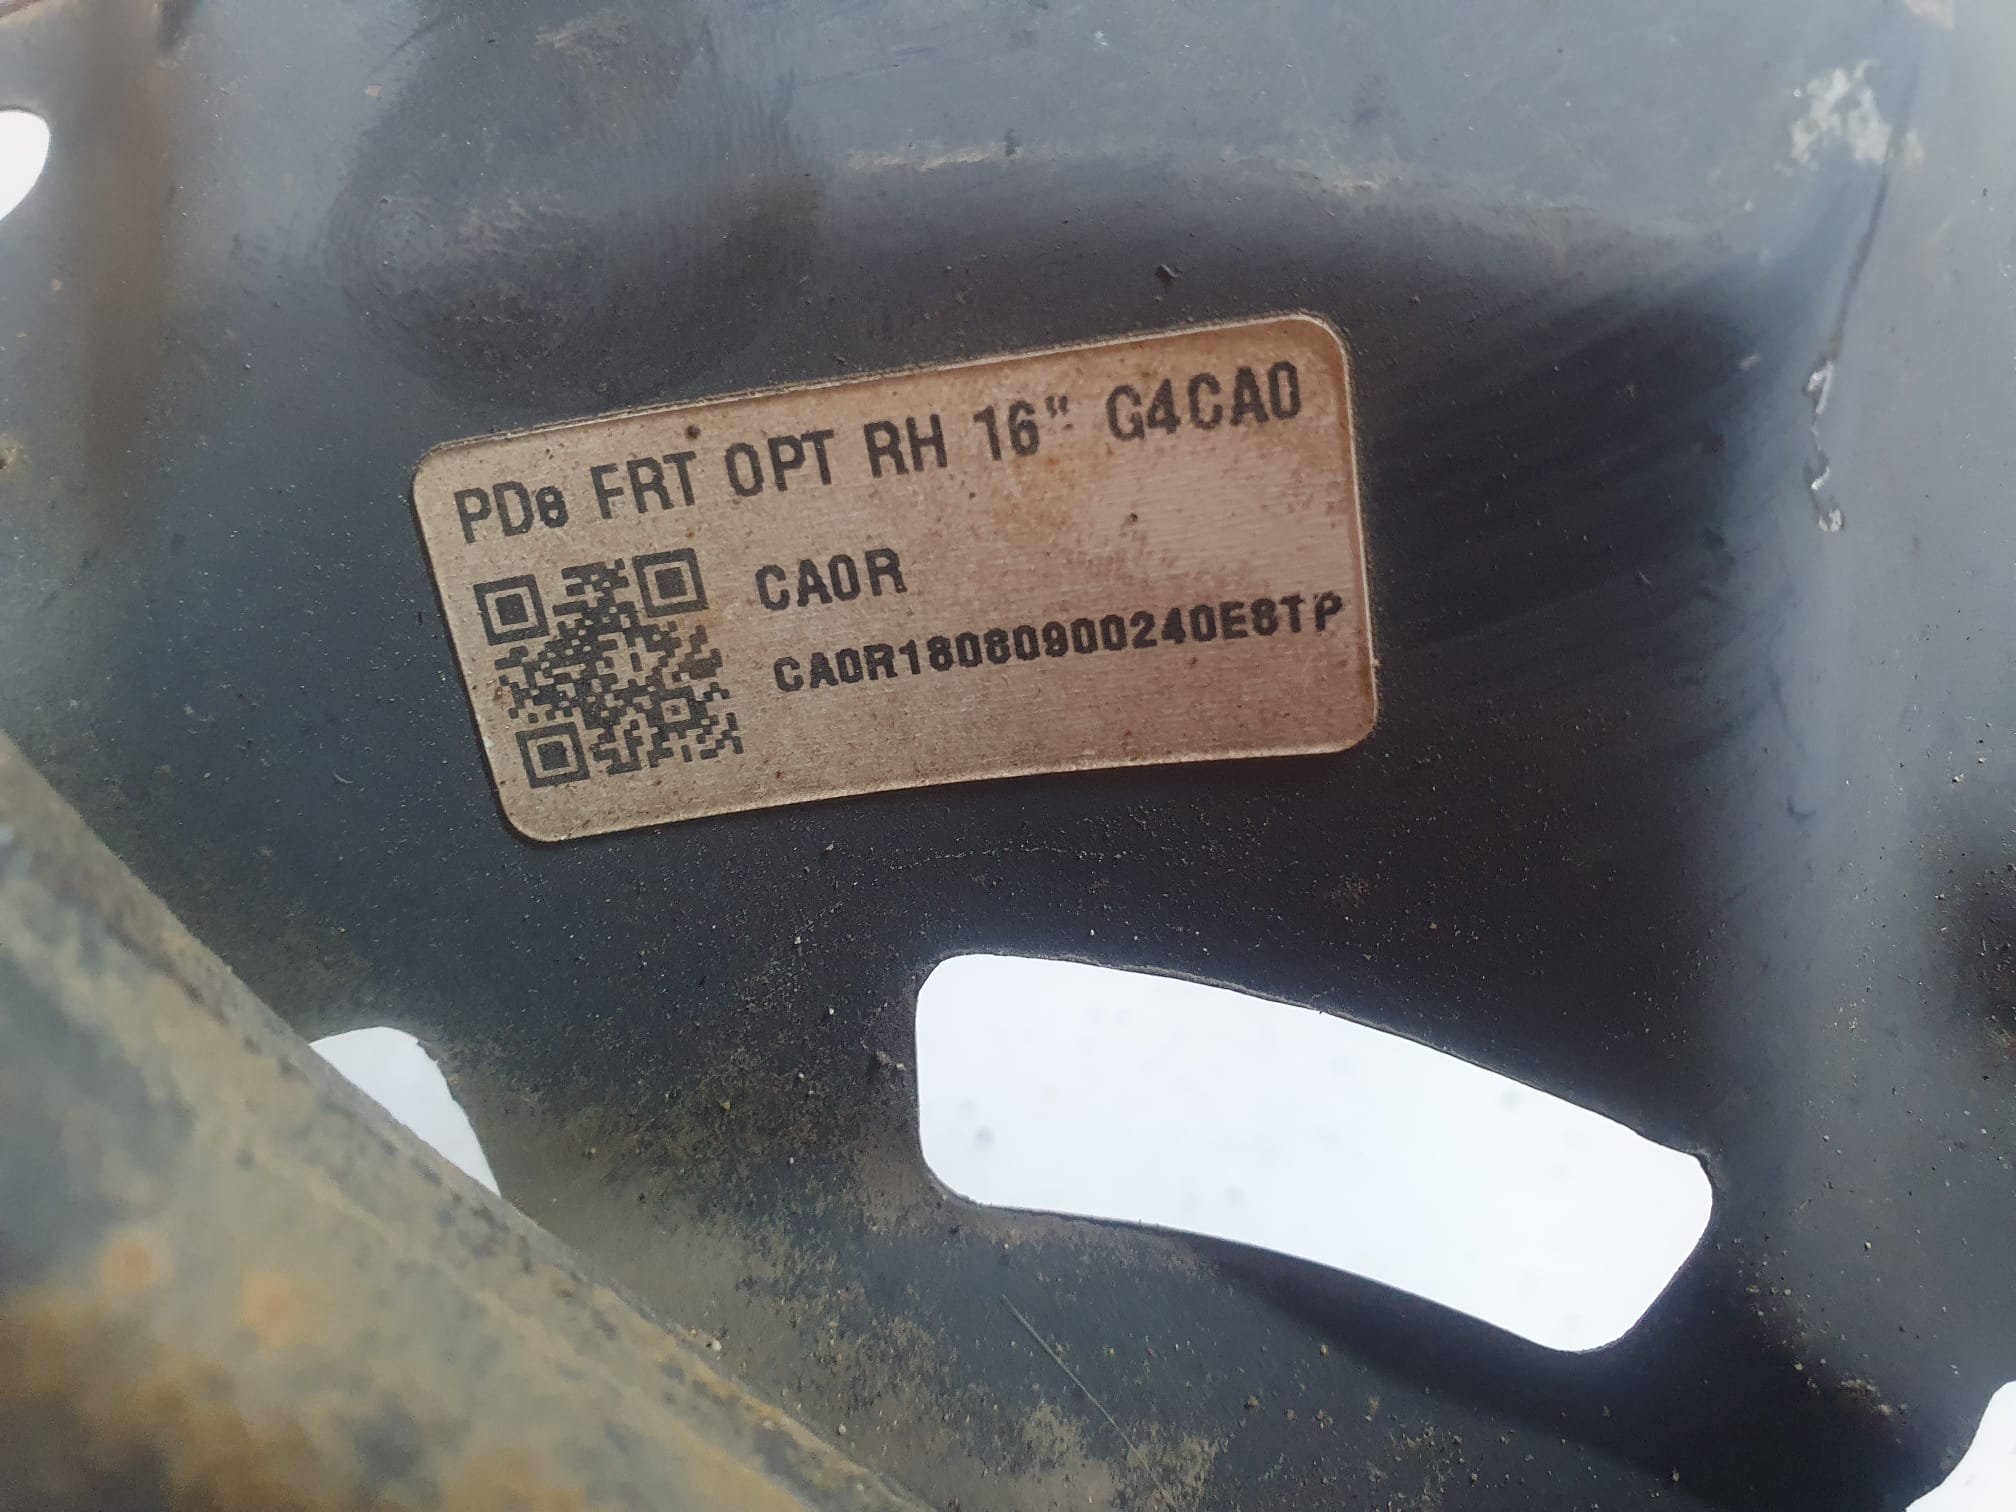 PDe FRT OPT RH 16" G4CA0
CA0R
CA0R18080900240E8TP